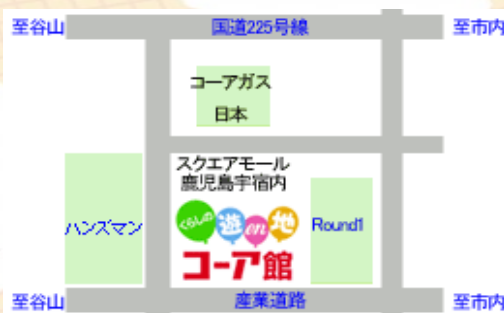 至谷山 国道225号線 至市内
コーアガス
日本
スクエアモール
鹿児島宇宿内
くらしの 遊en地
コーア館
ハンズマン
Round1
至谷山 産業道路 至市内